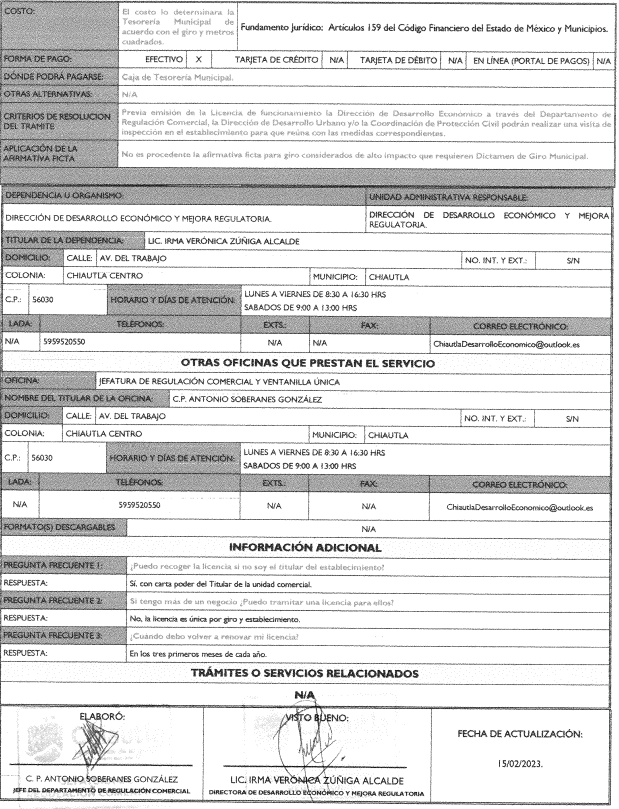 COSTO:
El costo lo determinara la
Tesorería Municipal de
acuerdo con el giro y metros
cuadrados.
Fundamento Jurídico: Artículos 159 del Código Financiero del Estado de México y Municipios.
FORMA DE PAGO: EFECTIVO X TARJETA DE CRÉDITO N/A TARJETA DE DÉBITO N/A EN LÍNEA (PORTAL DE PAGOS) N/A
DÓNDE PODRÁ PAGARSE: Caja de Tesorería Municipal.
OTRAS ALTERNATIVAS: N/A
CRITERIOS DE RESOLUCION
DEL TRAMITE
Previa emisión de la Licencia de funcionamiento la Dirección de Desarrollo Económico a través del Departamento de
Regulación Comercial, la Dirección de Desarrollo Urbano y/o la Coordinación de Protección Civil podrán realizar una visita de
inspección en el establecimiento para que reúna con las medidas correspondientes.
APLICACIÓN DE LA
AFIRMATIVA FICTA
No es procedente la afirmativa ficta para giro considerados de alto impacto que requieren Dictamen de Giro Municipal.
DEPENDENCIA U ORGANISMO:
UNIDAD ADMINISTRATIVA RESPONSABLE:
DIRECCIÓN DE DESARROLLO ECONÓMICO Y MEJORA REGULATORIA.
DIRECCIÓN DE DESARROLLO ECONÓMICO Y MEJORA
REGULATORIA.
TITULAR DE LA DEPENDENCIA: LIC. IRMA VERÓNICA ZÚÑIGA ALCALDE
DOMICILIO: CALLE: AV. DEL TRABAJO NO. INT. Y EXT.: S/N
COLONIA: CHIAUTLA CENTRO MUNICIPIO: CHIAUTLA
C.P.: 56030 HORARIO Y DÍAS DE ATENCIÓN:
LUNES A VIERNES DE 8:30 A 16:30 HRS
SABADOS DE 9:00 A 13:00 HRS
LADA: TELÉFONOS: EXTS.: FAX: CORREO ELECTRÓNICO:
N/A 5959520550 N/A N/A ChiautlaDesarrolloEconomico@outlook.es
OTRAS OFICINAS QUE PRESTAN EL SERVICIO
OFICINA: JEFATURA DE REGULACIÓN COMERCIAL Y VENTANILLA ÚNICA
NOMBRE DEL TITULAR DE LA OFICINA: C.P. ANTONIO SOBERANES GONZÁLEZ
DOMICILIO: CALLE: AV. DEL TRABAJO NO. INT. Y EXT.: S/N
COLONIA: CHIAUTLA CENTRO MUNICIPIO: CHIAUTLA
C.P.: 56030 HORARIO Y DÍAS DE ATENCIÓN:
LUNES A VIERNES DE 8:30 A 16:30 HRS
SABADOS DE 9:00 A 13:00 HRS
LADA: TELÉFONOS: EXTS.: FAX: CORREO ELECTRÓNICO:
N/A 5959520550 N/A N/A ChiautlaDesarrolloEconomico@outlook.es
FORMATO(S) DESCARGABLES N/A
INFORMACIÓN ADICIONAL
PREGUNTA FRECUENTE 1: ¿Puedo recoger la licencia si no soy el titular del establecimiento?
RESPUESTA: Sí, con carta poder del Titular de la unidad comercial.
PREGUNTA FRECUENTE 2: Si tengo mas de un negocio ¿Puedo tramitar una licencia para ellos?
RESPUESTA: No, la licencia es única por giro y establecimiento.
PREGUNTA FRECUENTE 3: ¿Cuándo debo volver a renovar mi licencia?
RESPUESTA: En los tres primeros meses de cada año.
TRÁMITES O SERVICIOS RELACIONADOS
N/A
ELABORÓ:
VISTO BUENO:
FECHA DE ACTUALIZACIÓN:
15/02/2023.
C. P. ANTONIO SOBERANES GONZÁLEZ
JEFE DEL DEPARTAMENTO DE REGULACIÓN COMERCIAL
LIC. IRMA VERÓNICA ZÚÑIGA ALCALDE
DIRECTORA DE DESARROLLO ECONÓMICO Y MEJORA REGULATORIA